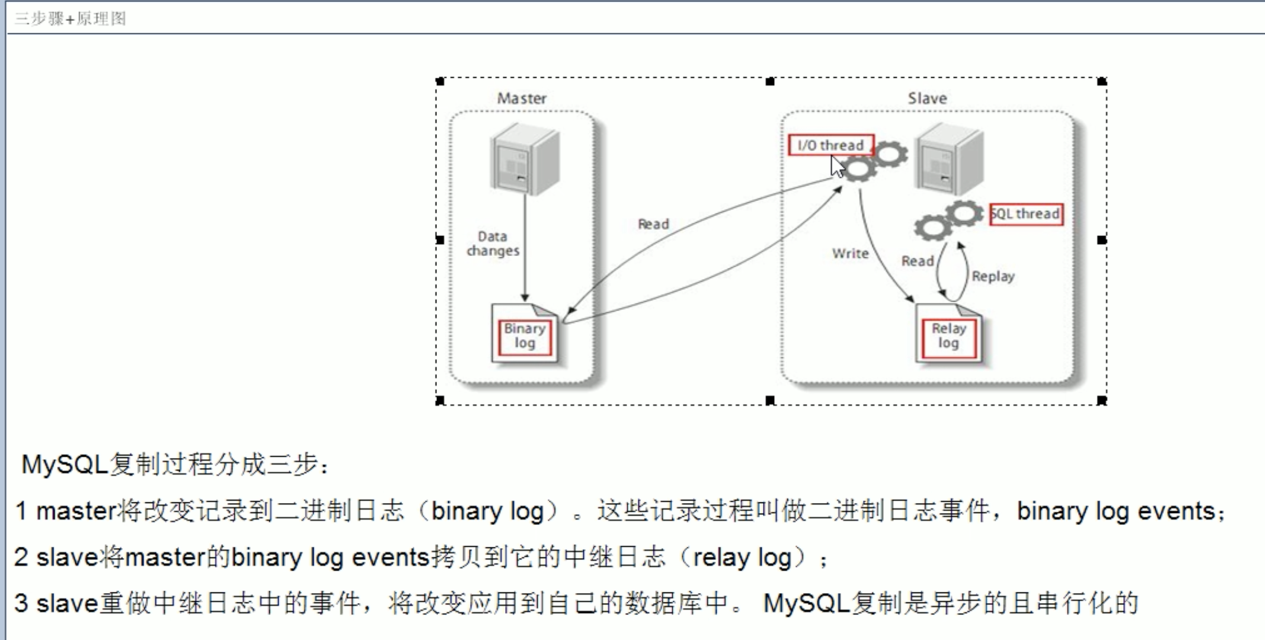 三步骤+原理图
Master
Slave
I/O thread
SQL thread
Data
changes
Read
Write
Read
Replay
Binary
log
Relay
log
MySQL复制过程分成三步：
1 master将改变记录到二进制日志（binary log）。这些记录过程叫做二进制日志事件，binary log events；
2 slave将master的binary log events拷贝到它的中继日志（relay log）；
3 slave重做中继日志中的事件，将改变应用到自己的数据库中。 MySQL复制是异步的且串行化的